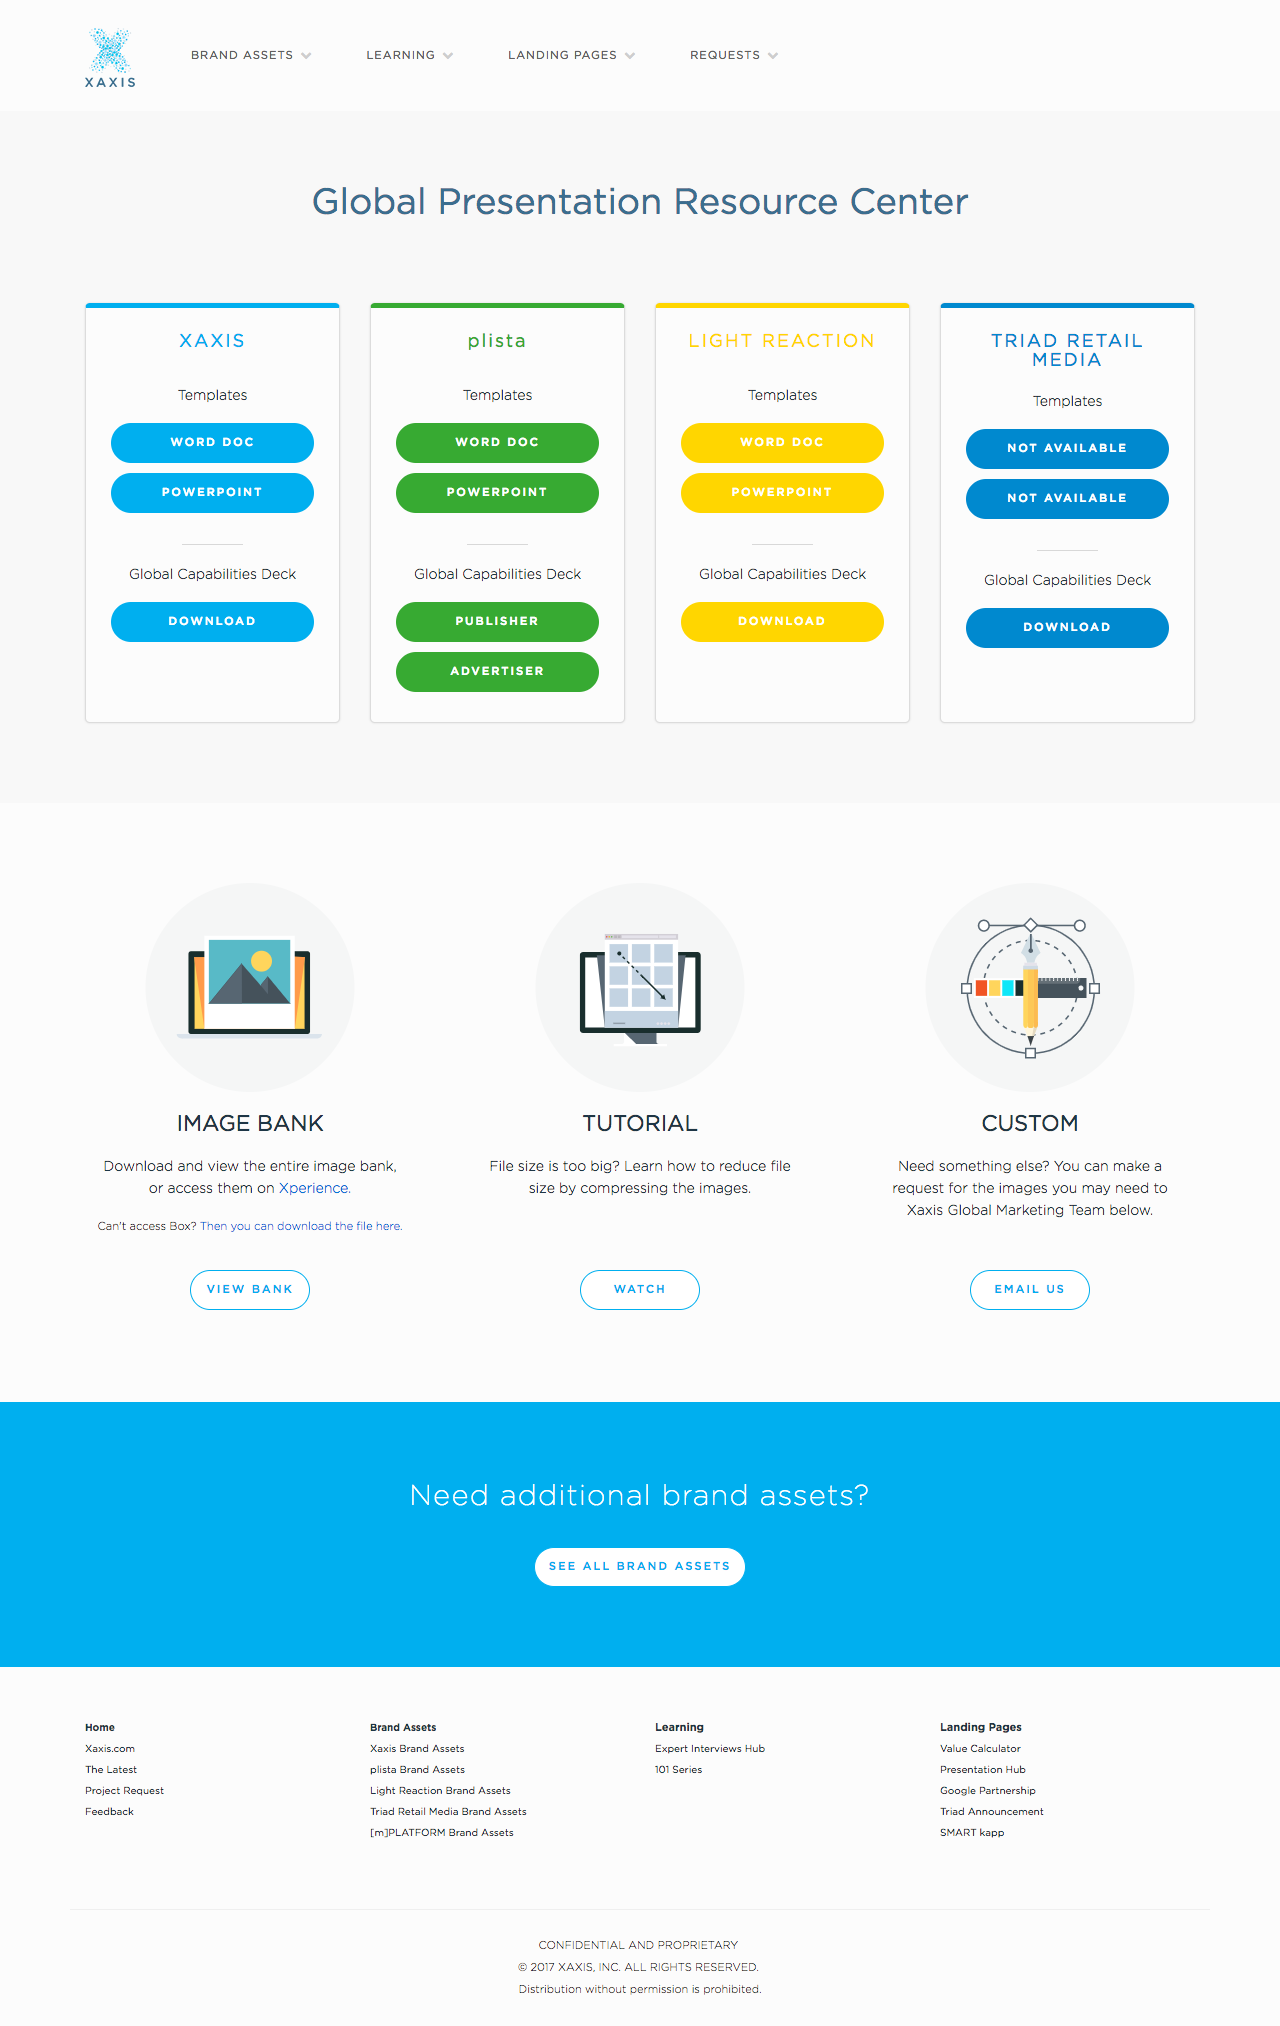 XAXIS
BRAND ASSETS
LEARNING
LANDING PAGES
REQUESTS
Global Presentation Resource Center
XAXIS
Templates
WORD DOC
POWERPOINT
Global Capabilities Deck
DOWNLOAD
plista
Templates
WORD DOC
POWERPOINT
Global Capabilities Deck
PUBLISHER
ADVERTISER
LIGHT REACTION
Templates
WORD DOC
POWERPOINT
Global Capabilities Deck
DOWNLOAD
TRIAD RETAIL
MEDIA
Templates
NOT AVAILABLE
NOT AVAILABLE
Global Capabilities Deck
DOWNLOAD
IMAGE BANK
Download and view the entire image bank,
or access them on Xperience.
Can't access Box? Then you can download the file here.
VIEW BANK
TUTORIAL
File size is too big? Learn how to reduce file
size by compressing the images.
WATCH
CUSTOM
Need something else? You can make a
request for the images you may need to
Xaxis Global Marketing Team below.
EMAIL US
Need additional brand assets?
SEE ALL BRAND ASSETS
Home
Xaxis.com
The Latest
Project Request
Feedback
Brand Assets
Xaxis Brand Assets
plista Brand Assets
Light Reaction Brand Assets
Triad Retail Media Brand Assets
[m]PLATFORM Brand Assets
Learning
Expert Interviews Hub
101 Series
Landing Pages
Value Calculator
Presentation Hub
Google Partnership
Triad Announcement
SMART kapp
CONFIDENTIAL AND PROPRIETARY
© 2017 XAXIS, INC. ALL RIGHTS RESERVED.
Distribution without permission is prohibited.